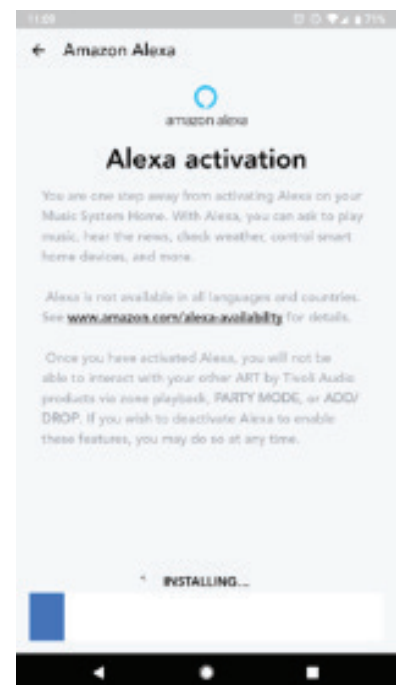 11:09
71%
Amazon Alexa
amazon alexa
Alexa activation
You are one step away from activating Alexa on your
Music System Home. With Alexa, you can ask to play
music, hear the news, check weather, control smart
home devices, and more.
Alexa is not available in all languages and countries.
See www.amazon.com/alexa-availability for details.
Once you have activated Alexa, you will not be
able to interact with your other ART by Tivoli Audio
products via zone playback, PARTY MODE, or ADD/
DROP. If you wish to deactivate Alexa to enable
these features, you may do so at any time.
INSTALLING...